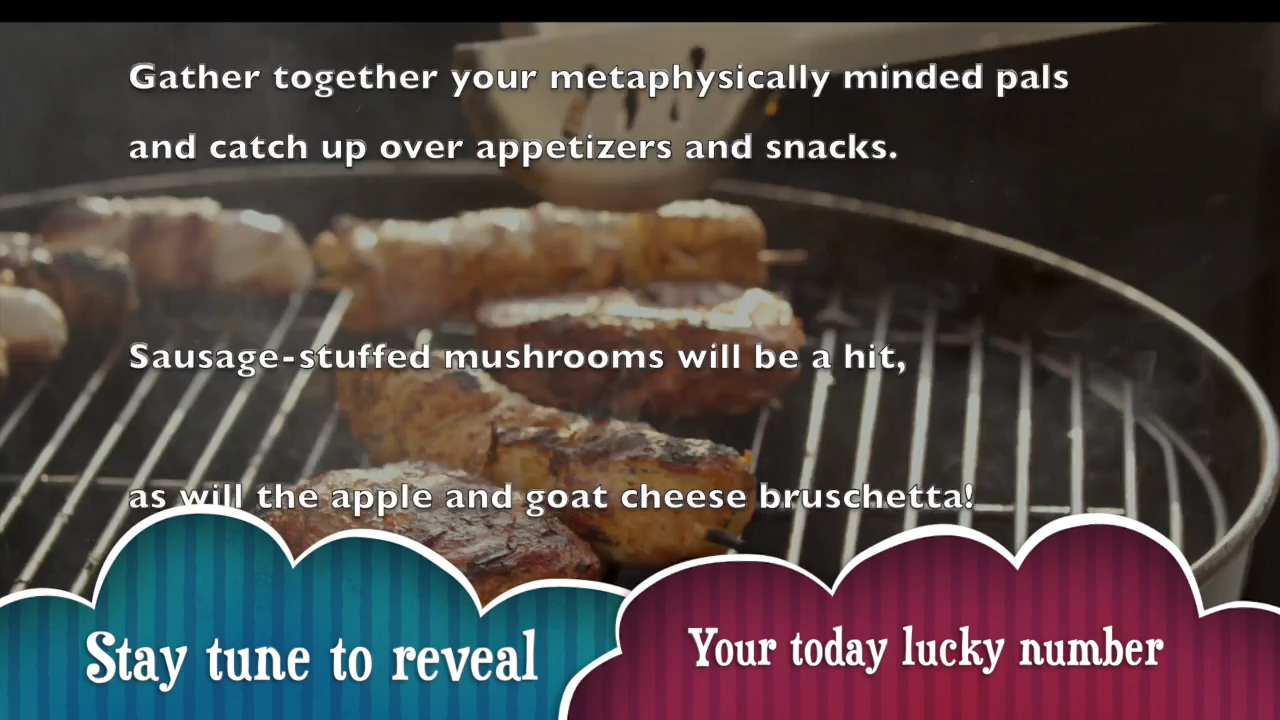 Gather together your metaphysically minded pals
and catch up over appetizers and snacks.
Sausage-stuffed mushrooms will be a hit,
as will the apple and goat cheese bruschetta!
Stay tune to reveal
Your today lucky number